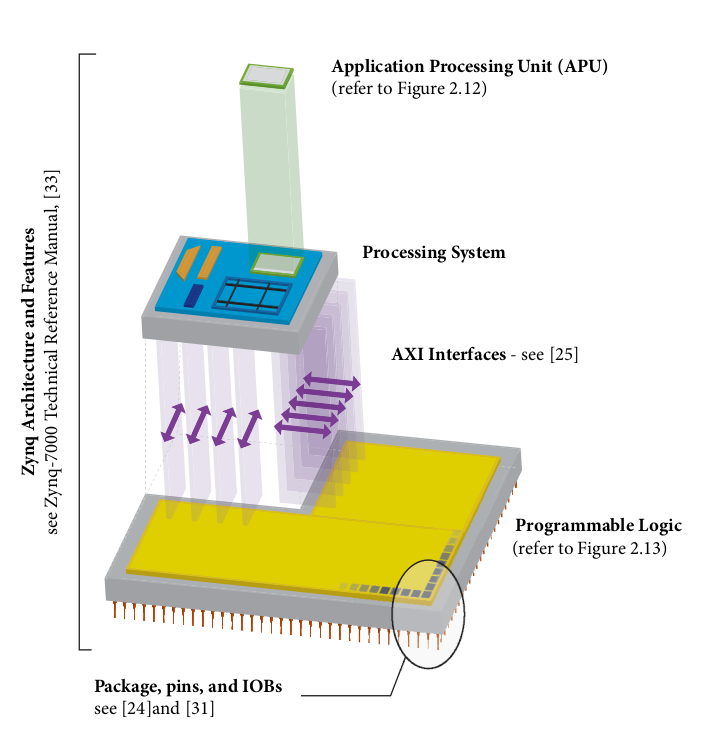 Application Processing Unit (APU)
(refer to Figure 2.12)
Processing System
AXI Interfaces - see [25]
Zynq Architecture and Features
see Zynq-7000 Technical Reference Manual, [33]
Programmable Logic
(refer to Figure 2.13)
Package, pins, and IOBs
see [24]and [31]